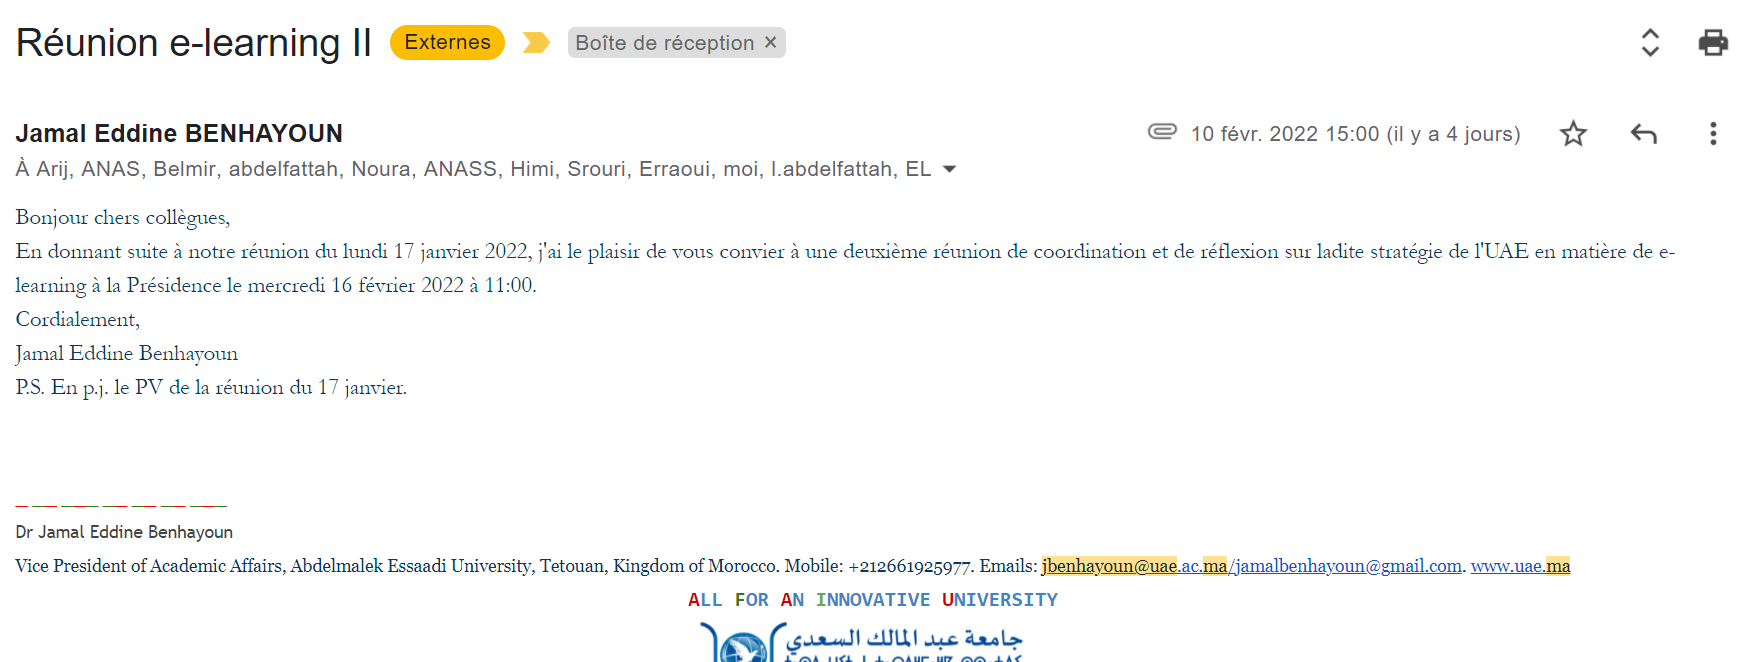 Réunion e-learning II Externes Boîte de réception ×
Jamal Eddine BENHAYOUN 10 févr. 2022 15:00 (il y a 4 jours)
À Arij, ANAS, Belmir, abdelfattah, Noura, ANASS, Himi, Srouri, Erraoui, moi, l.abdelfattah, EL
Bonjour chers collègues,
En donnant suite à notre réunion du lundi 17 janvier 2022, j'ai le plaisir de vous convier à une deuxième réunion de coordination et de réflexion sur ladite stratégie de l'UAE en matière de e-
learning à la Présidence le mercredi 16 février 2022 à 11:00.
Cordialement,
Jamal Eddine Benhayoun
P.S. En p.j. le PV de la réunion du 17 janvier.
Dr Jamal Eddine Benhayoun
Vice President of Academic Affairs, Abdelmalek Essaadi University, Tetouan, Kingdom of Morocco. Mobile: +212661925977. Emails: jbenhayoun@uae.ac.ma/jamalbenhayoun@gmail.com. www.uae.ma
ALL FOR AN INNOVATIVE UNIVERSITY
جامعة عبد المالك السعدي